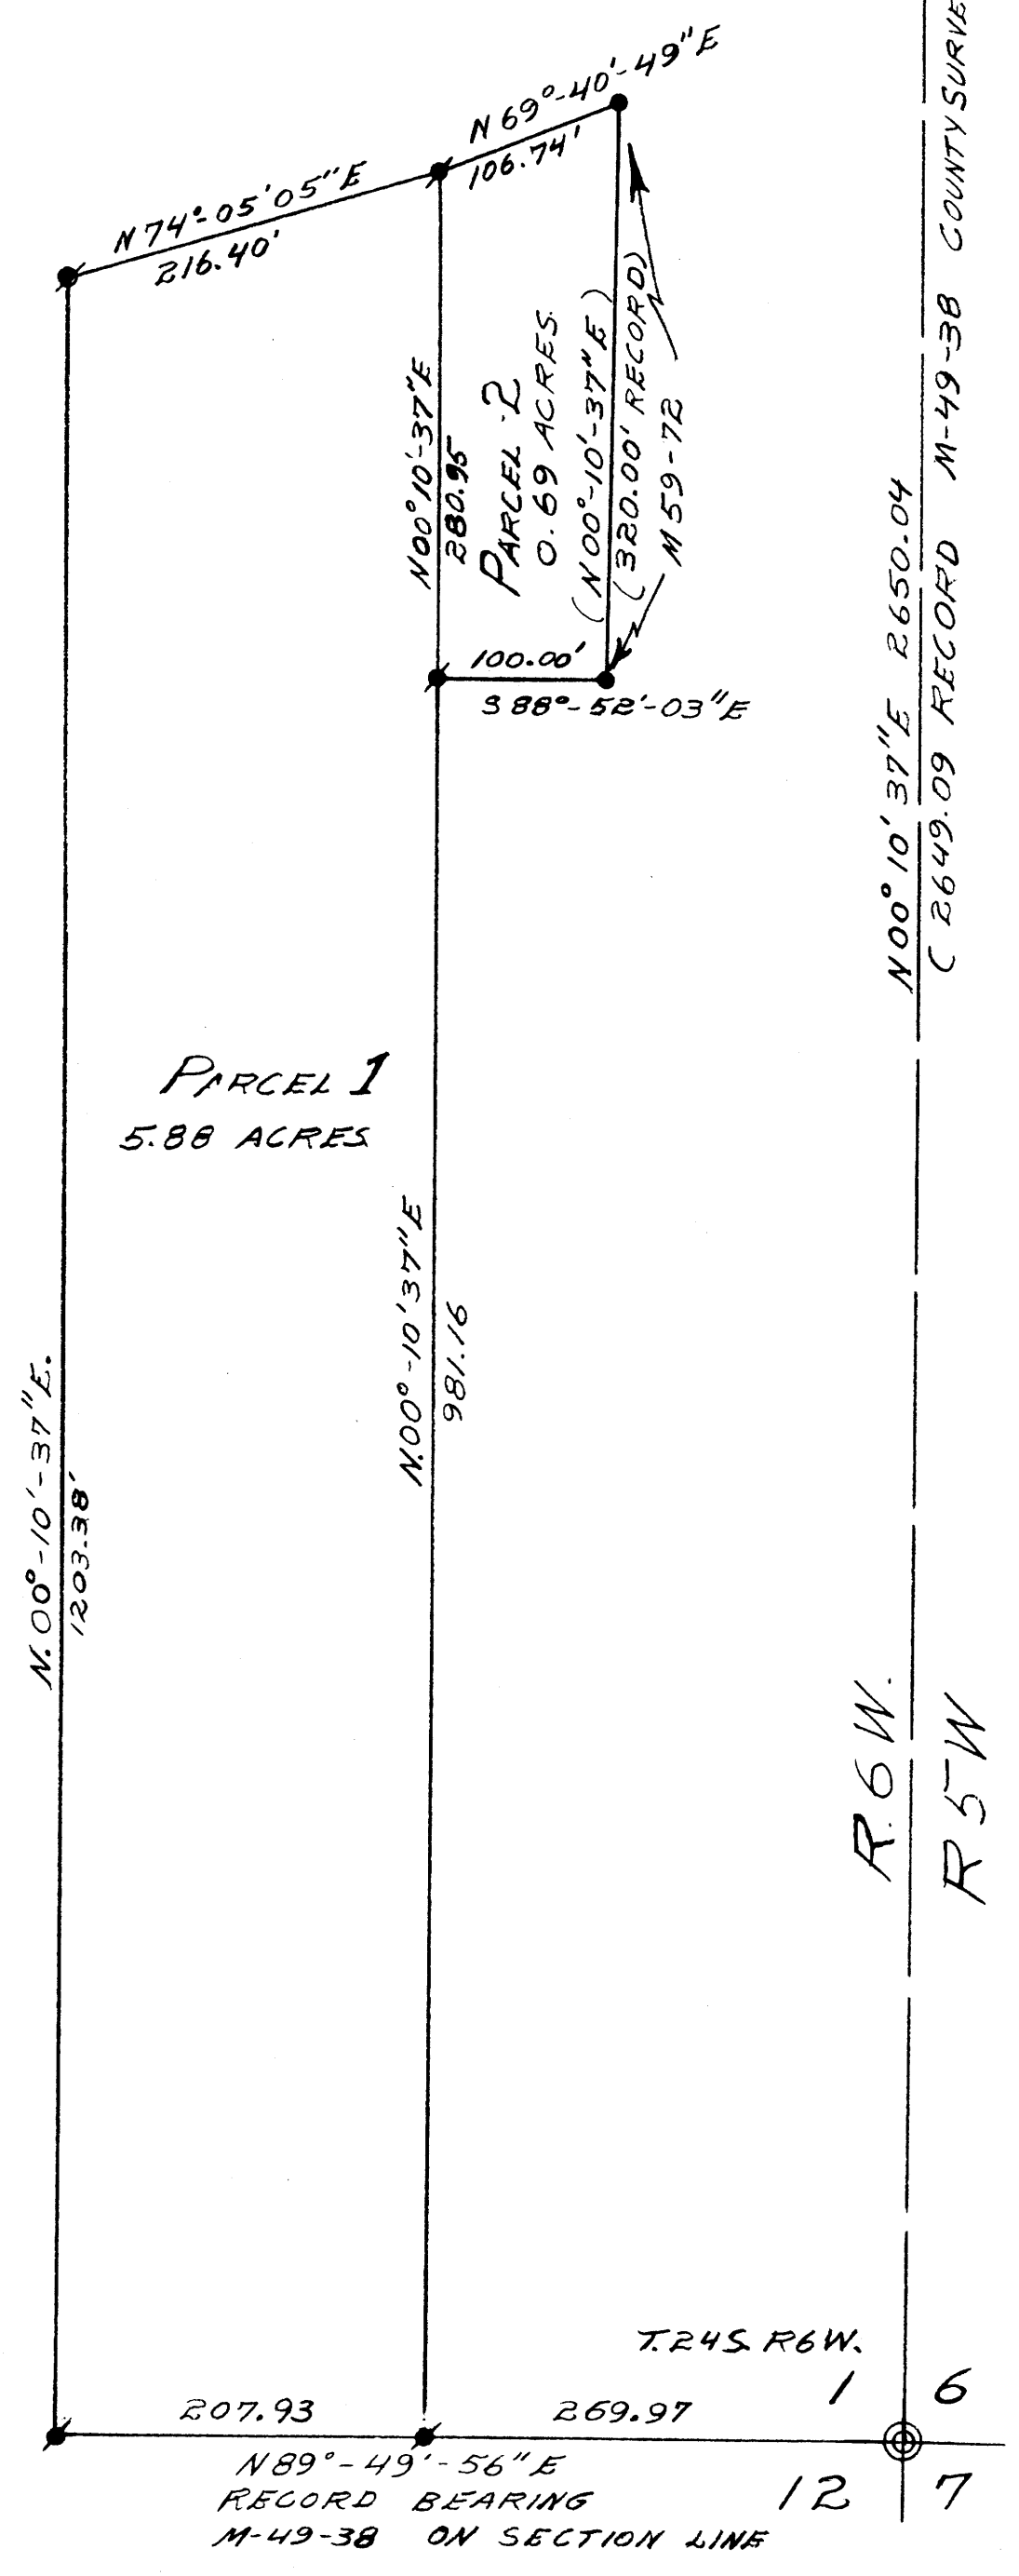 N 69°-40'-49" E
106.74'
N 74°-05'05" E
216.40'
N00°10'-37"E
280.95
PARCEL 2
0.69 ACRES.
(N00°-10'-37"E)
(320.00' RECORD)
M59-72
100.00'
S 88°-52'-03"E
N00° 10' 37"E 2650.04
( 2649.09 RECORD M-49-38 COUNTY SURVE
PARCEL 1
5.88 ACRES
N.00°-10'37"E
981.16
N.00°-10'-37"E.
1203.38'
R.6W.
R5W
T.24S. R6W.
1 6
207.93 269.97
N89°-49'-56"E
12 7
RECORD BEARING
M-49-38 ON SECTION LINE